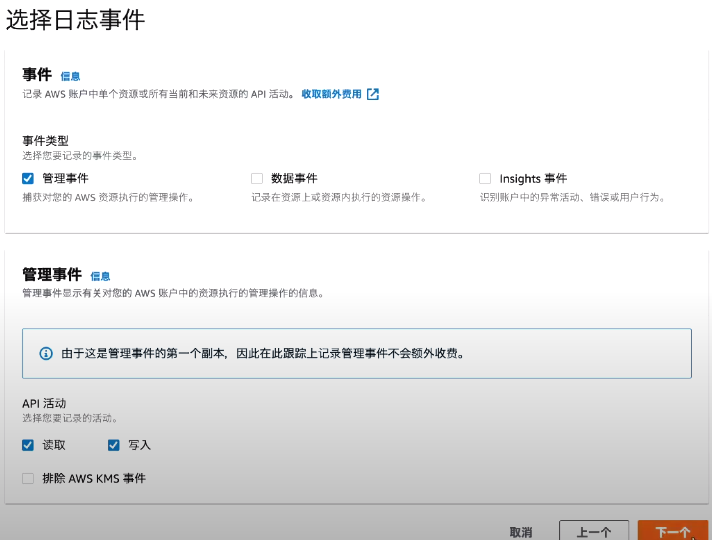 选择日志事件
事件 信息
记录 AWS 账户中单个资源或所有当前和未来资源的 API 活动。 收取额外费用
事件类型
选择您要记录的事件类型。
管理事件 数据事件 Insights 事件
捕获对您的 AWS 资源执行的管理操作。 记录在资源上或资源内执行的资源操作。 识别账户中的异常活动、错误或用户行为。
管理事件 信息
管理事件显示有关对您的 AWS 账户中的资源执行的管理操作的信息。
由于这是管理事件的第一个副本，因此在此跟踪上记录管理事件不会额外收费。
API 活动
选择您要记录的活动。
读取 写入
排除 AWS KMS 事件
取消 上一个 下一个